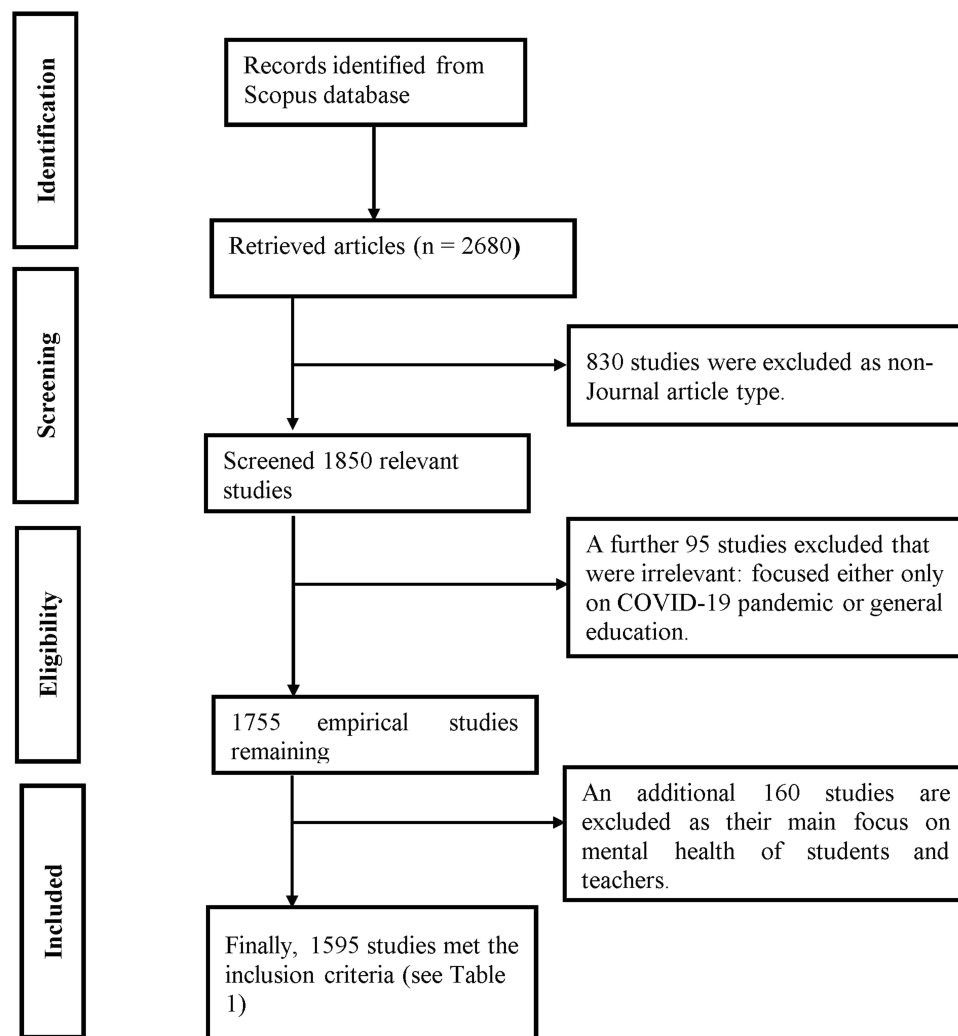 Identification
Records identified from
Scopus database
Retrieved articles (n = 2680)
Screening
830 studies were excluded as non-
Journal article type.
Screened 1850 relevant
studies
Eligibility
A further 95 studies excluded that
were irrelevant: focused either only
on COVID-19 pandemic or general
education.
1755 empirical studies
remaining
Included
An additional 160 studies are
excluded as their main focus on
mental health of students and
teachers.
Finally, 1595 studies met the
inclusion criteria (see Table
1)